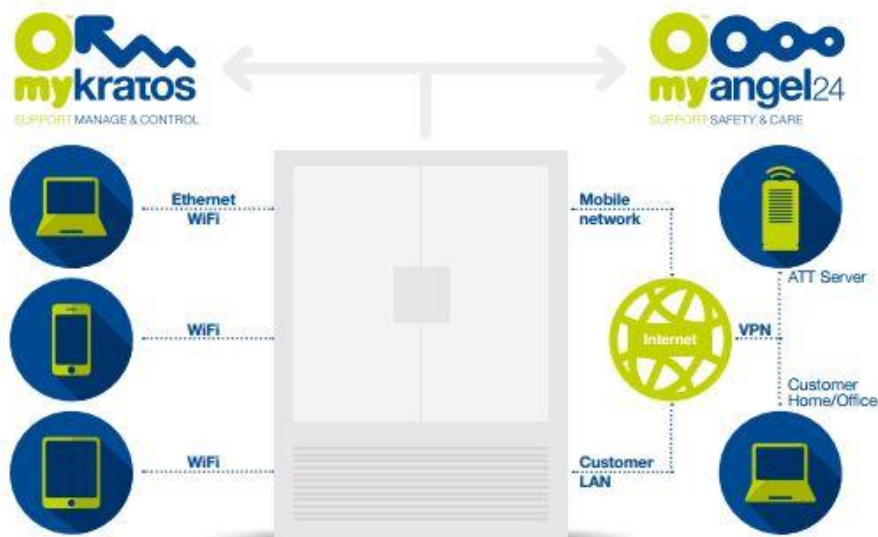 mykratos
SUPPORT MANAGE & CONTROL
myangel24
SUPPORT SAFETY & CARE
Ethernet
WiFi
WiFi
WiFi
Mobile
network
Internet
VPN
ATT Server
Customer
Home/Office
Customer
LAN